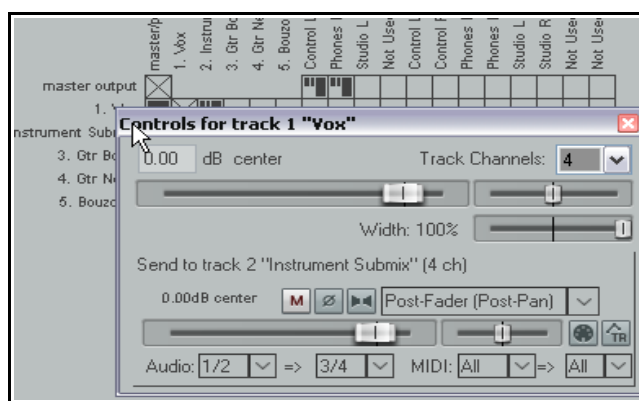 master/p
1. Vox
2. Instru
3. Gtr Bo
4. Gtr Ne
5. Bouzo
Control L
Phones
Studio L
Not Use
Control L
Control R
Phones
Phones
Studio L
Studio R
Not Use
Not Use
master output
1.
nstrument Subm
3. Gtr Bo
4. Gtr Ne
5. Bouzo
Controls for track 1 "Vox"
0.00 dB center Track Channels: 4
Width: 100%
Send to track 2 "Instrument Submix" (4 ch)
0.00dB center M Ø Post-Fader (Post-Pan)
TR
Audio: 1/2 => 3/4 MIDI: All => All